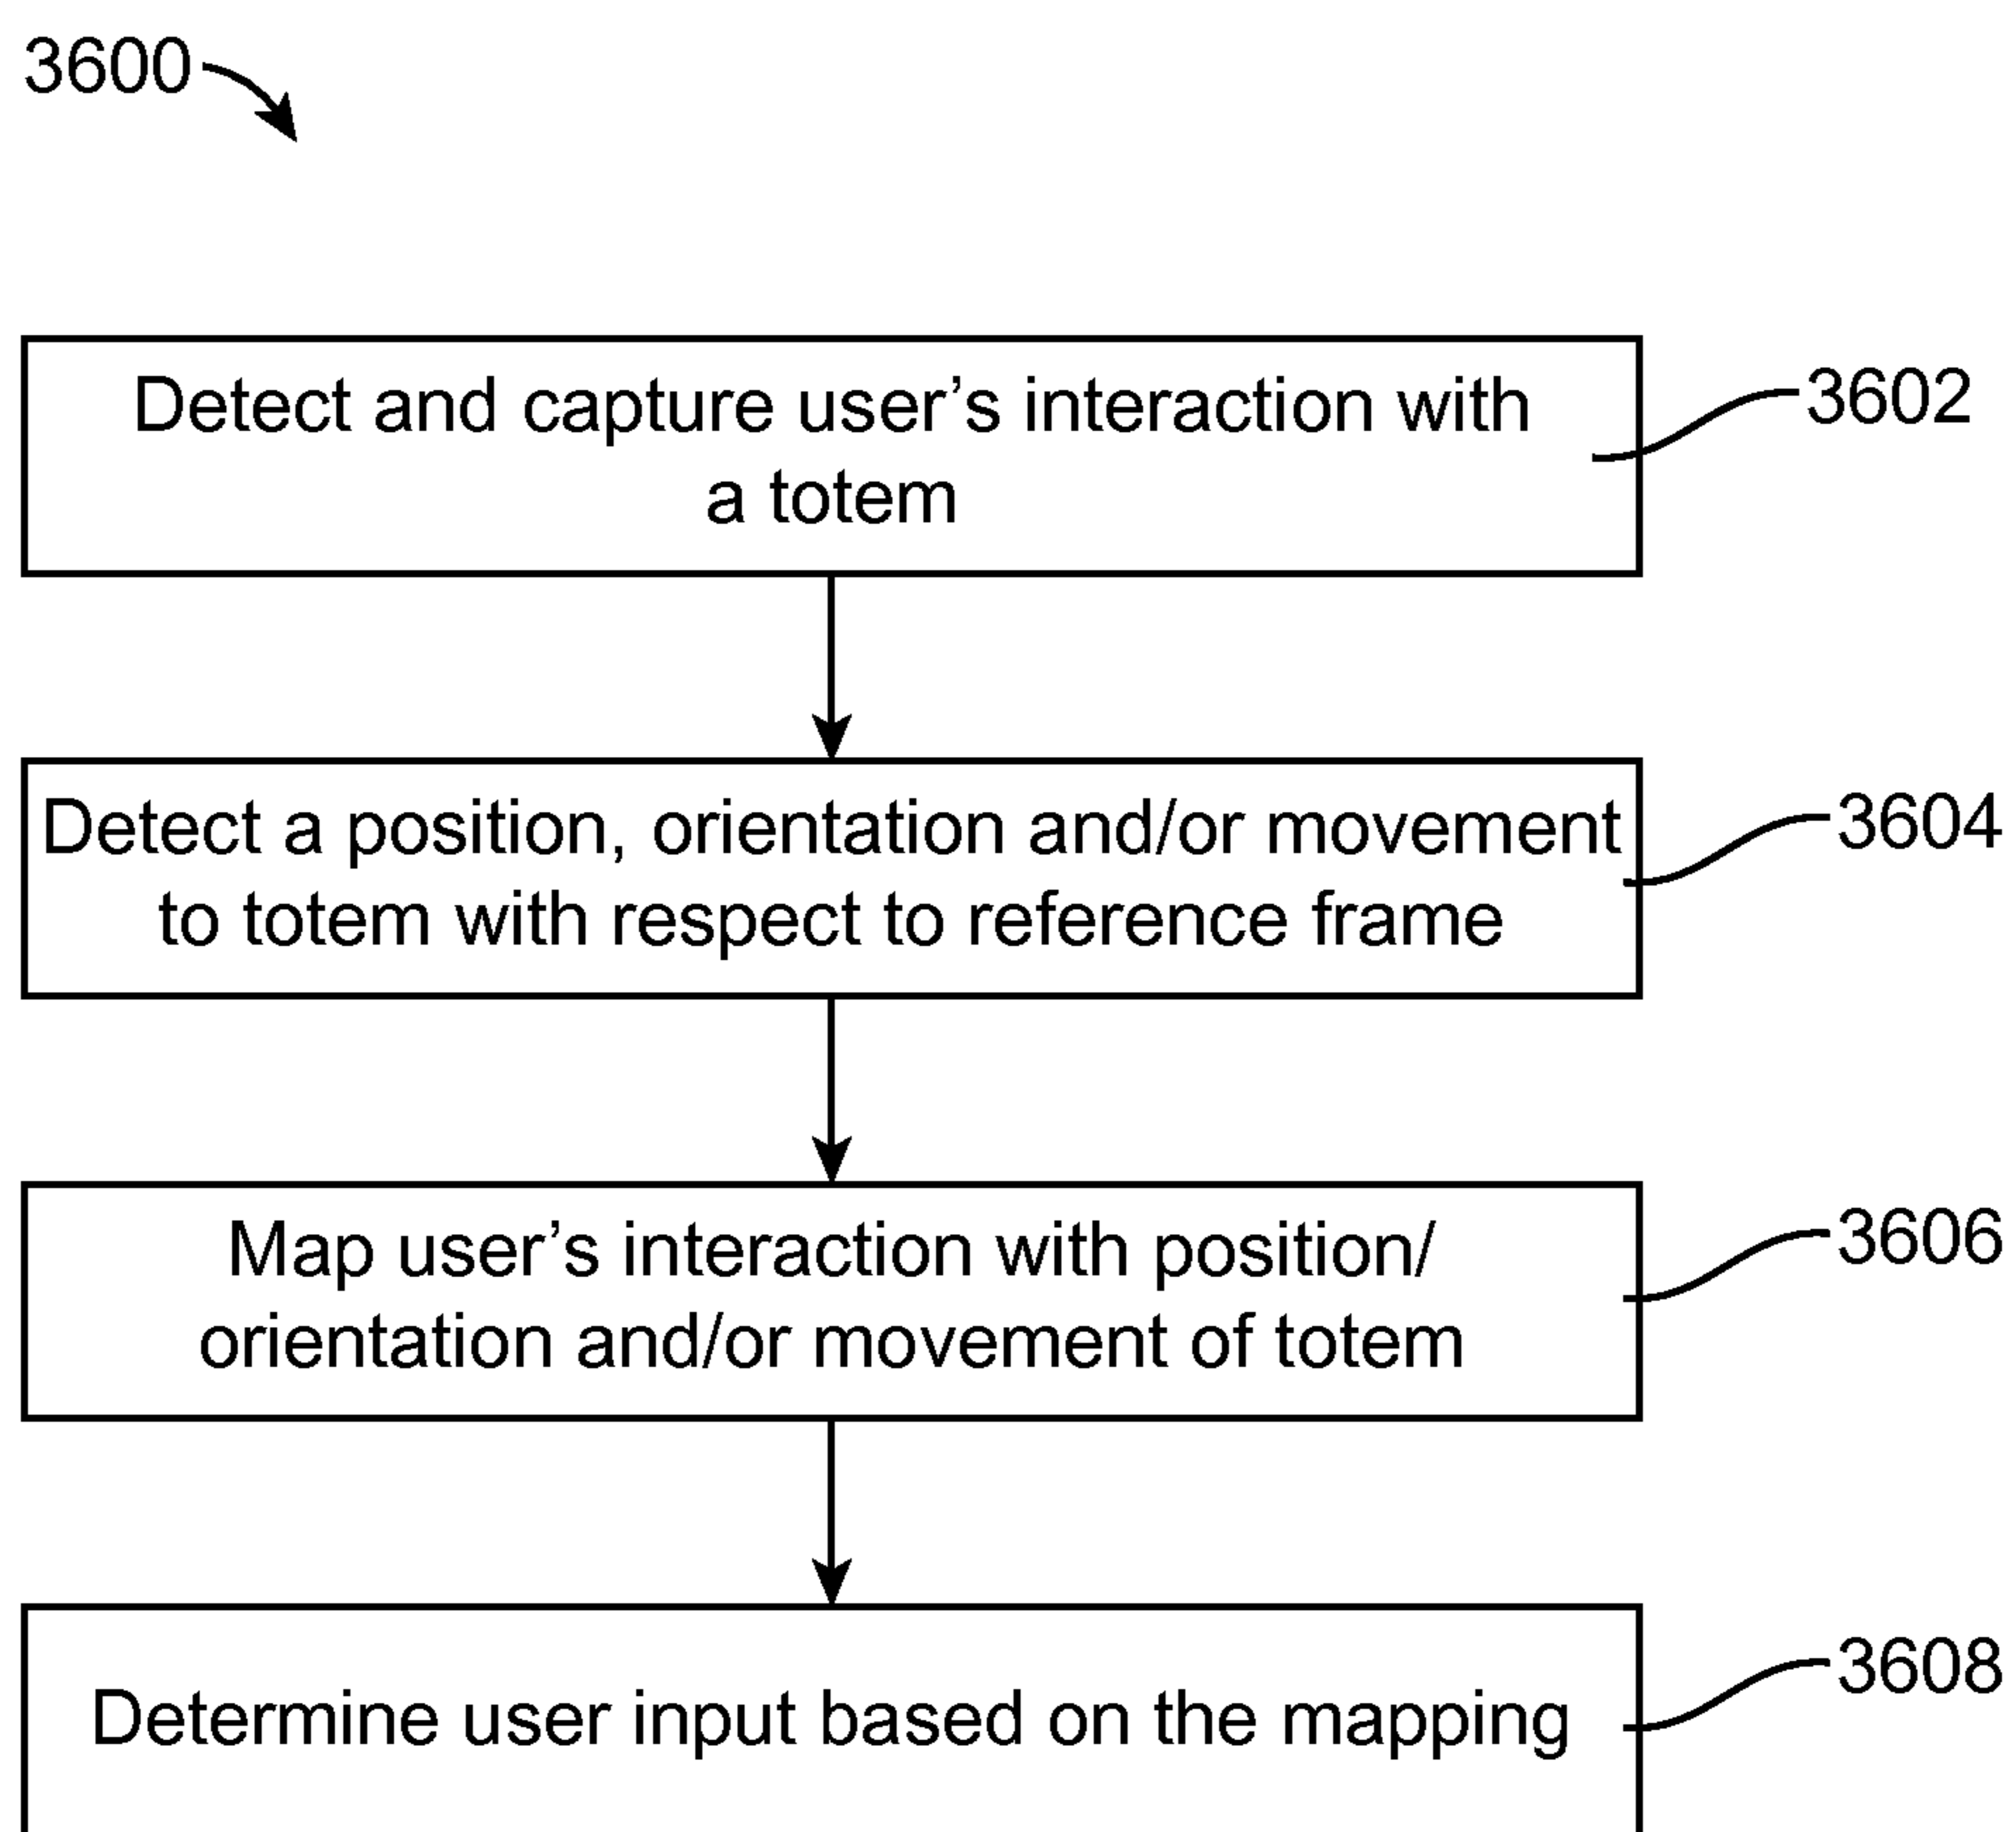 3600
Detect and capture user’s interaction with
a totem
3602
Detect a position, orientation and/or movement
to totem with respect to reference frame
3604
Map user’s interaction with position/
orientation and/or movement of totem
3606
Determine user input based on the mapping
3608